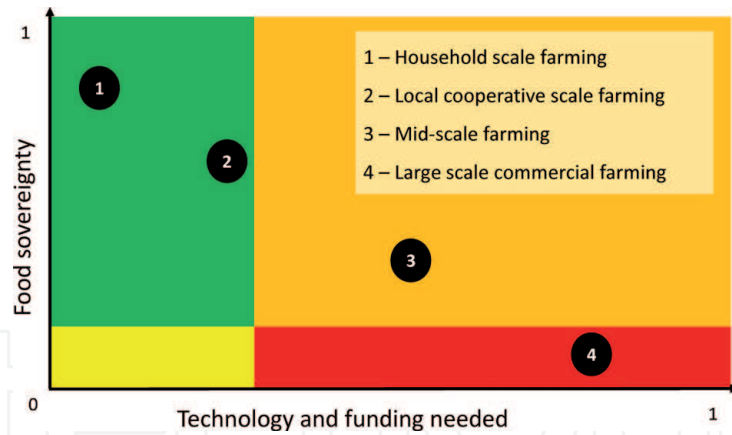 1
1 – Household scale farming
2 – Local cooperative scale farming
3 – Mid-scale farming
4 – Large scale commercial farming
1
2
3
4
Food sovereignty
0
Technology and funding needed
1